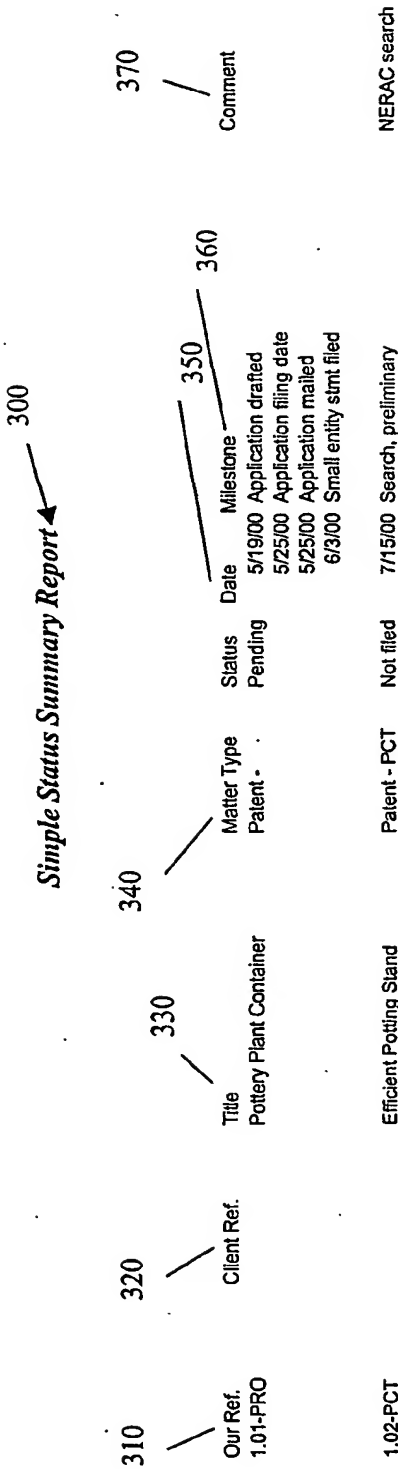 300
Simple Status Summary Report
310 320 330 340 350 360 370
Our Ref. Client Ref. Title Matter Type Status Date Milestone Comment
1.01-PRO Pottery Plant Container Patent - Pending 5/19/00 Application drafted
5/25/00 Application filing date
5/25/00 Application mailed
6/3/00 Small entity stmt filed
1.02-PCT Efficient Potting Stand Patent - PCT Not filed 7/15/00 Search, preliminary NERAC search